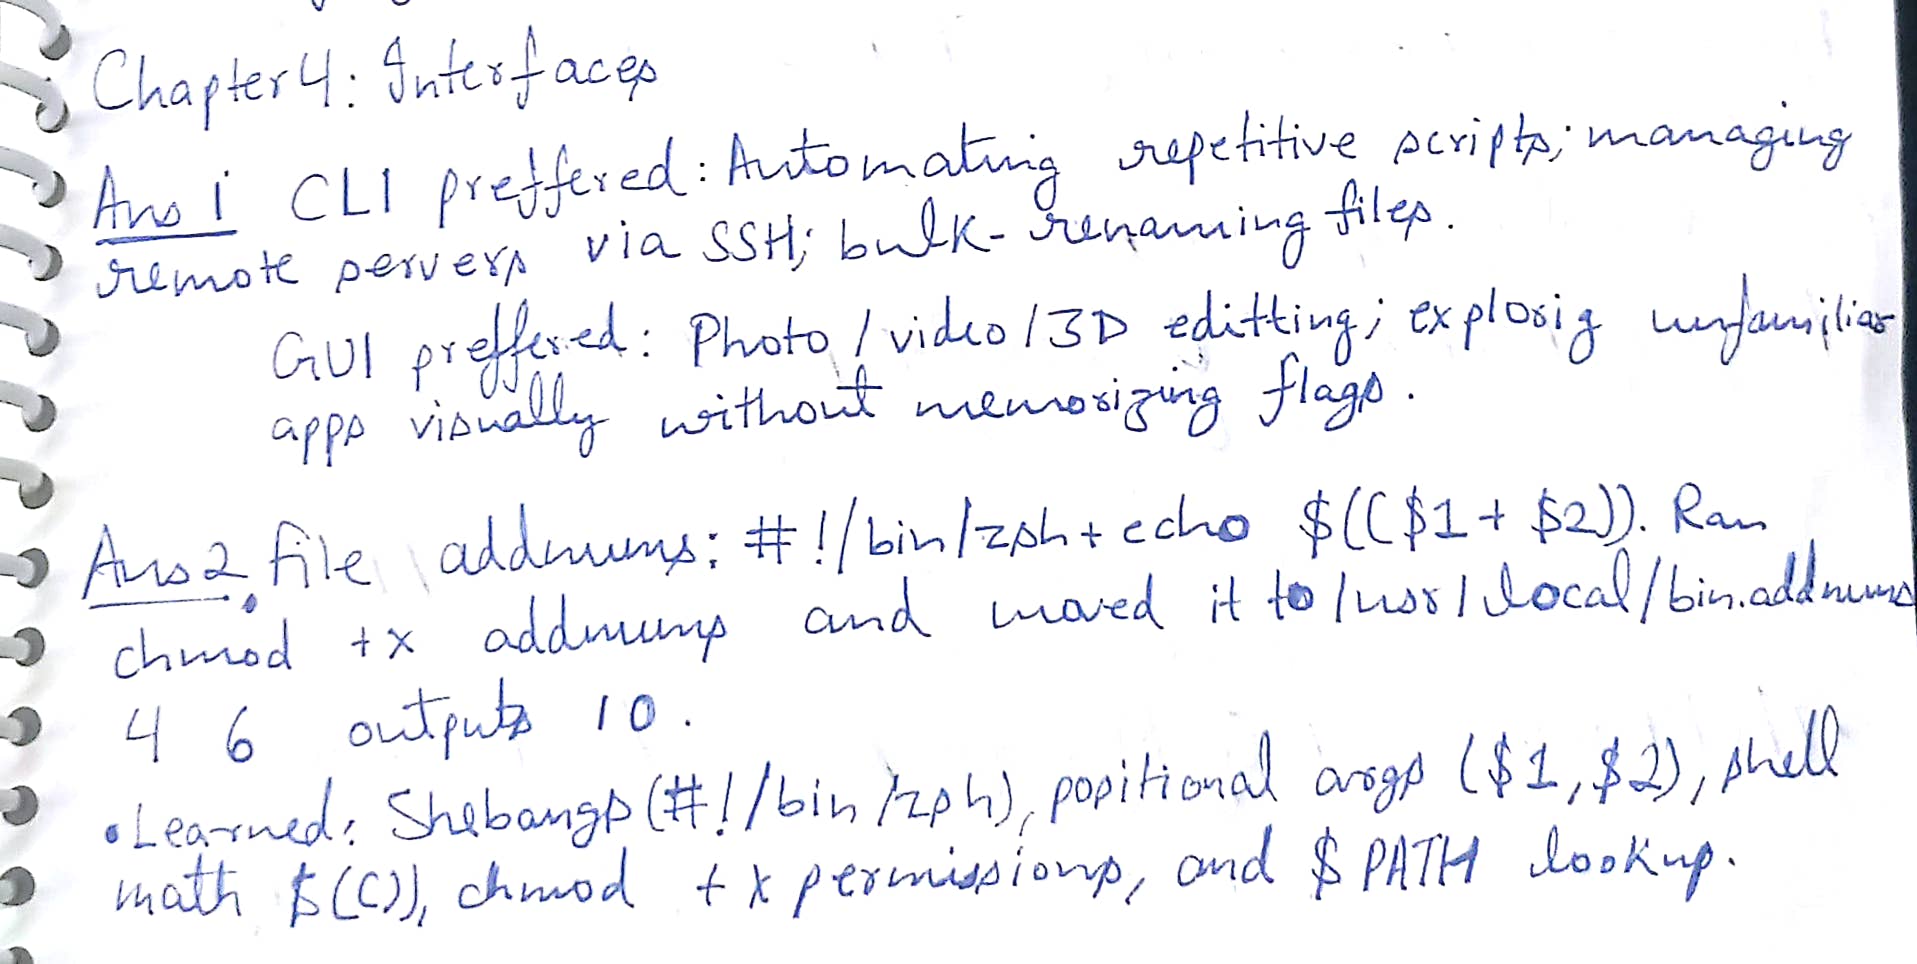 Chapter 4: Interfaces
Ans 1 CLI preffered: Automating repetitive scripts; managing
remote servers via SSH; bulk-renaming files.
GUI preffered: Photo / video / 3D editting; explorig unfamiliar
apps visually without memorizing flags.
Ans 2. file addnums: #!/bin/zsh + echo $(($1 + $2)). Ran
chmod +x addnums and moved it to /usr/local/bin.addnums
4 6 outputs 10.
• Learned: Shebangs (#!/bin/zsh), positional args ($1, $2), shell
math $(()), chmod +x permissions, and $PATH lookup.